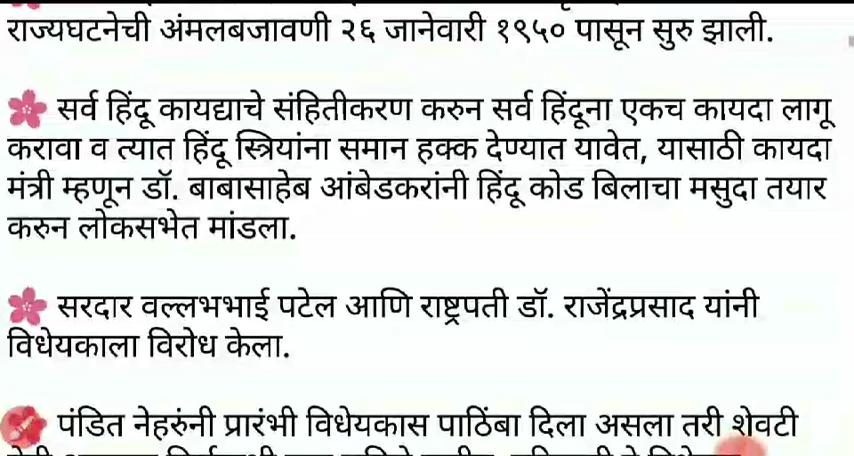 राज्यघटनेची अंमलबजावणी २६ जानेवारी १९५० पासून सुरु झाली.
सर्व हिंदू कायद्याचे संहितीकरण करुन सर्व हिंदूना एकच कायदा लागू
करावा व त्यात हिंदू स्त्रियांना समान हक्क देण्यात यावेत, यासाठी कायदा
मंत्री म्हणून डॉ. बाबासाहेब आंबेडकरांनी हिंदू कोड बिलाचा मसुदा तयार
करुन लोकसभेत मांडला.
सरदार वल्लभभाई पटेल आणि राष्ट्रपती डॉ. राजेंद्रप्रसाद यांनी
विधेयकाला विरोध केला.
पंडित नेहरुंनी प्रारंभी विधेयकास पाठिंबा दिला असला तरी शेवटी